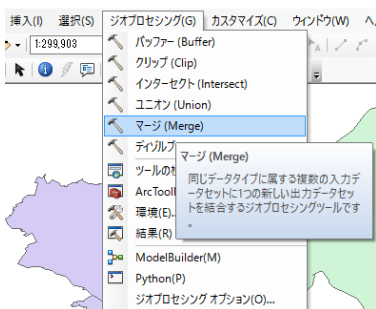 挿入(I) 選択(S) ジオプロセシング(G) カスタマイズ(C) ウィンドウ(W)
1:299,903
バッファー (Buffer)
クリップ (Clip)
インターセクト (Intersect)
ユニオン (Union)
マージ (Merge)
ディゾルブ
マージ (Merge)
同じデータタイプに属する複数の入力デ
ータセットに1つの新しい出力データセッ
トを結合するジオプロセシングツールです
。
ツールの検
ArcTool
環境(E)...
結果(R)
ModelBuilder(M)
Python(P)
ジオプロセシング オプション(O)...